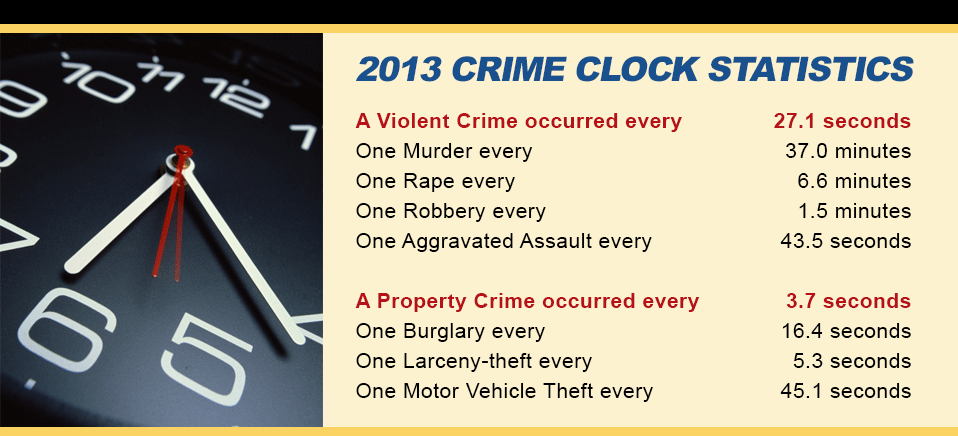 10 11 12
9
1
8
7
6
5
4
2013 CRIME CLOCK STATISTICS
A Violent Crime occurred every 27.1 seconds
One Murder every 37.0 minutes
One Rape every 6.6 minutes
One Robbery every 1.5 minutes
One Aggravated Assault every 43.5 seconds
A Property Crime occurred every 3.7 seconds
One Burglary every 16.4 seconds
One Larceny-theft every 5.3 seconds
One Motor Vehicle Theft every 45.1 seconds